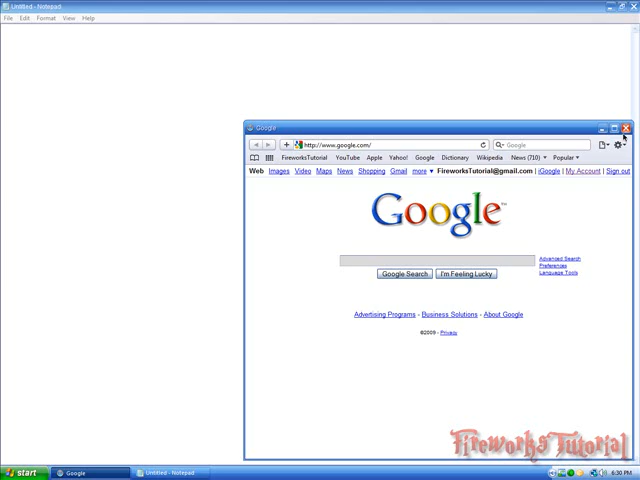 Untitled - Notepad
File Edit Format View Help
Google
http://www.google.com/
Google
FireworksTutorial YouTube Apple Yahoo! Google Dictionary Wikipedia News (710) Popular
Web Images Video Maps News Shopping Gmail more FireworksTutorial@gmail.com | iGoogle | My Account | Sign out
Google
TM
Advanced Search
Preferences
Language Tools
Google Search I'm Feeling Lucky
Advertising Programs - Business Solutions - About Google
©2009 - Privacy
Fireworks Tutorial
start Google Untitled - Notepad 6:30 PM